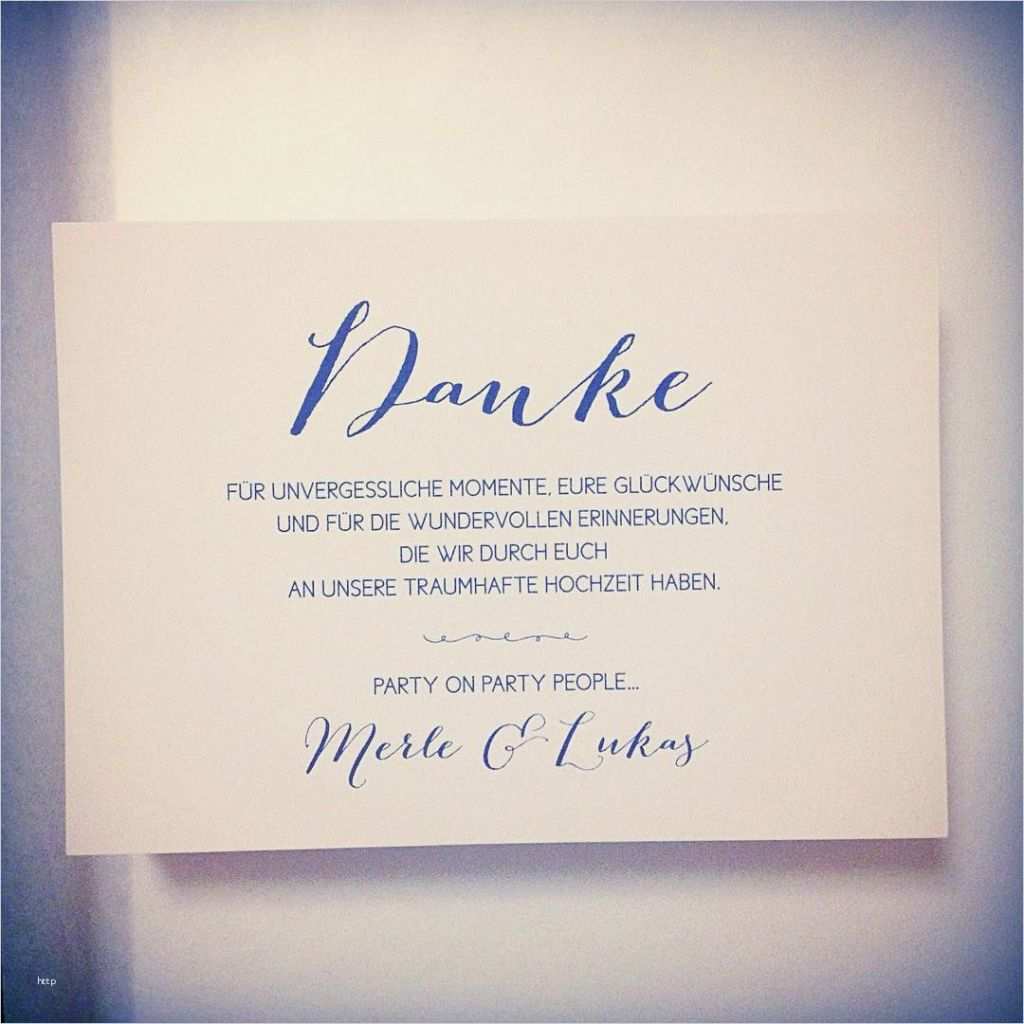 Danke
FÜR UNVERGESSLICHE MOMENTE, EURE GLÜCKWÜNSCHE
UND FÜR DIE WUNDERVOLLEN ERINNERUNGEN,
DIE WIR DURCH EUCH
AN UNSERE TRAUMHAFTE HOCHZEIT HABEN.
PARTY ON PARTY PEOPLE...
Merle & Lukas
http